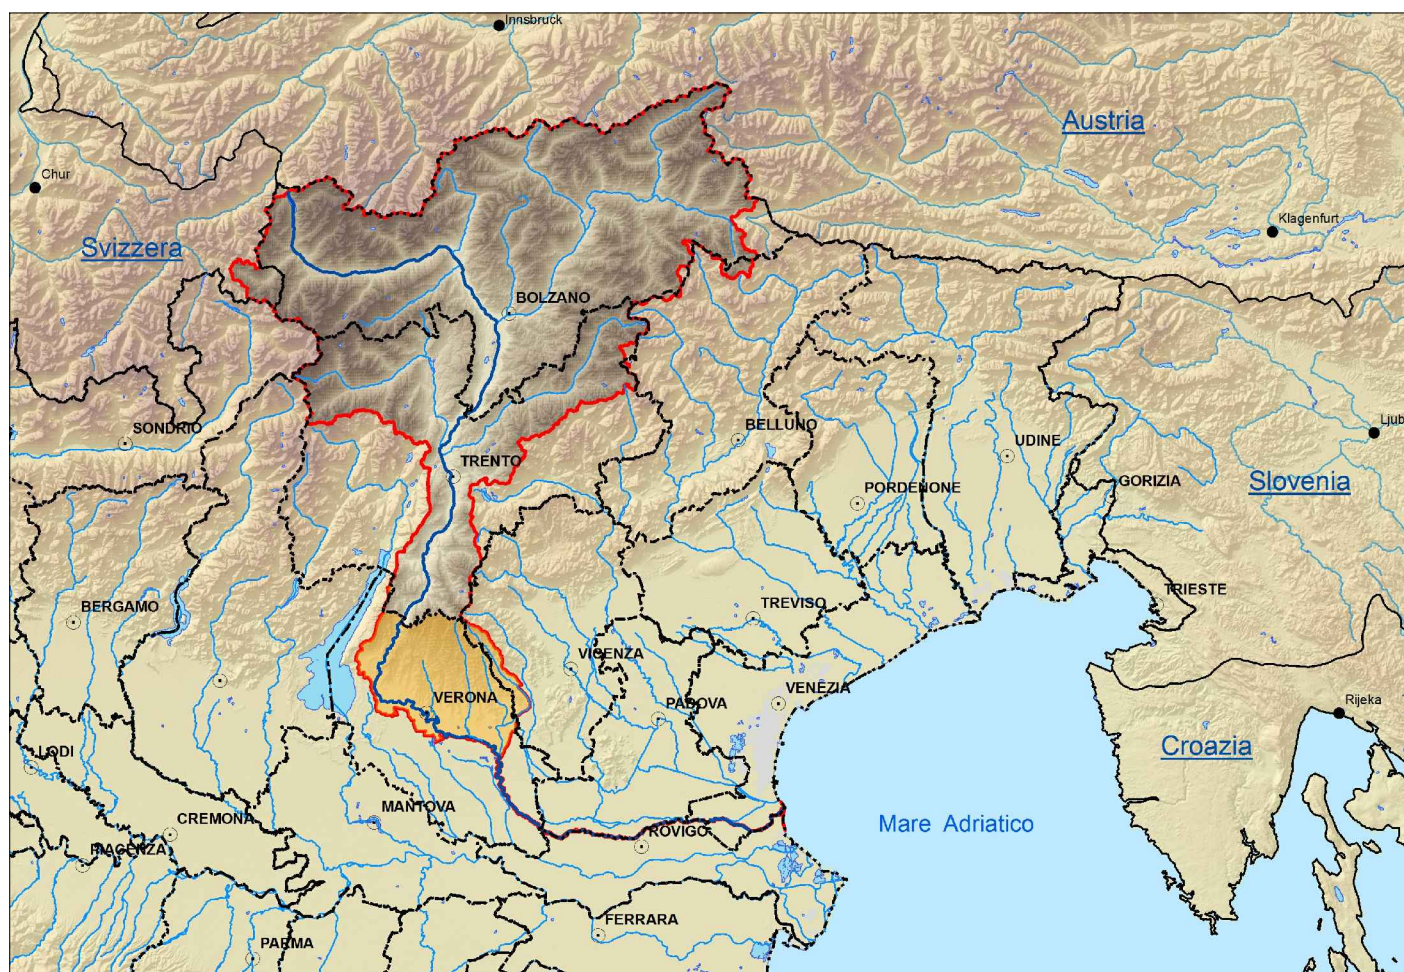 Innsbruck
Austria
Chur
Klagenfurt
Svizzera
BOLZANO
Ljub
SONDRIO
BELLUNO
UDINE
TRENTO
GORIZIA
Slovenia
PORDENONE
TRIESTE
BERGAMO
TREVISO
VICENZA
VENEZIA
VERONA
PADOVA
Rijeka
Croazia
LODI
MANTOVA
CREMONA
ROVIGO
Mare Adriatico
PIACENZA
FERRARA
PARMA